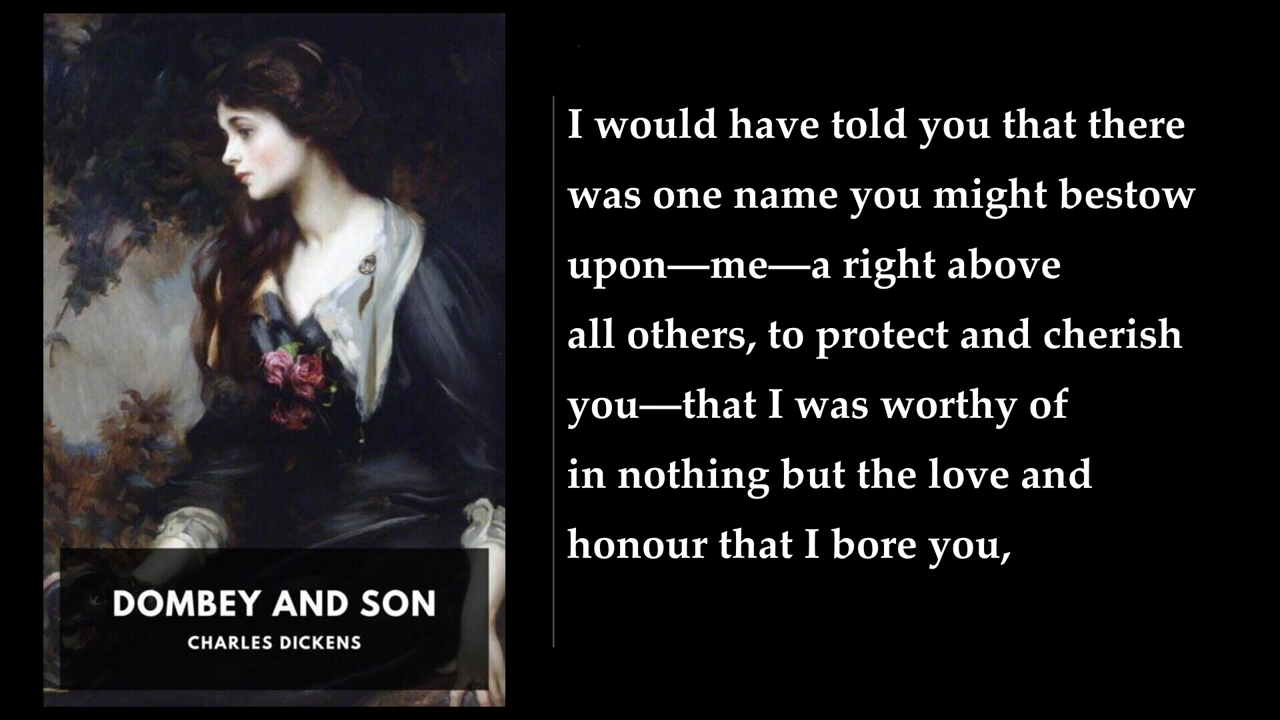 DOMBEY AND SON
CHARLES DICKENS
I would have told you that there
was one name you might bestow
upon—me—a right above
all others, to protect and cherish
you—that I was worthy of
in nothing but the love and
honour that I bore you,